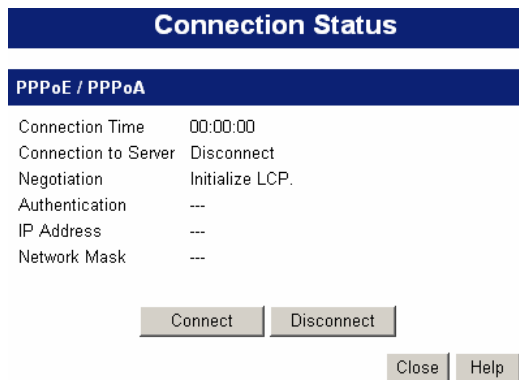 Connection Status
PPPoE / PPPoA
Connection Time 00:00:00
Connection to Server Disconnect
Negotiation Initialize LCP.
Authentication ---
IP Address ---
Network Mask ---
Connect Disconnect
Close Help